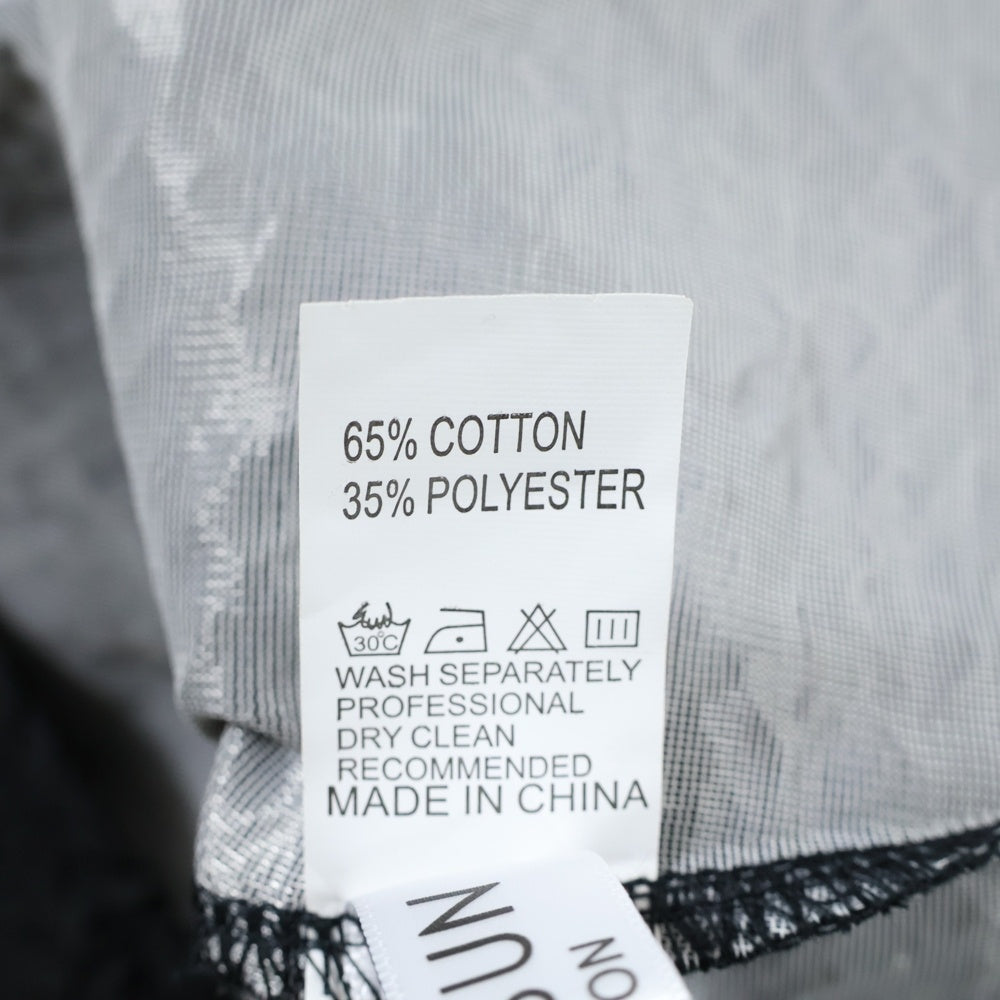 65% COTTON
35% POLYESTER
30°C
WASH SEPARATELY
PROFESSIONAL
DRY CLEAN
RECOMMENDED
MADE IN CHINA